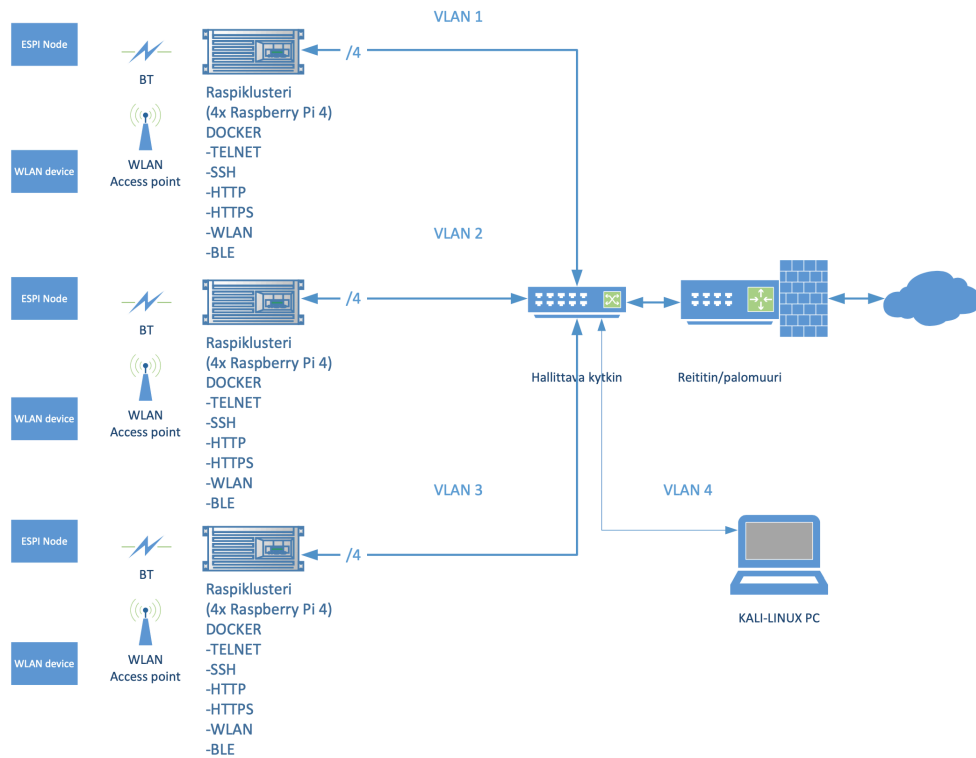 VLAN 1
ESPI Node
/4
BT
Raspiklusteri
(4x Raspberry Pi 4)
DOCKER
-TELNET
-SSH
-HTTP
-HTTPS
-WLAN
-BLE
WLAN
Access point
WLAN device
VLAN 2
ESPI Node
/4
BT
Raspiklusteri
(4x Raspberry Pi 4)
DOCKER
-TELNET
-SSH
-HTTP
-HTTPS
-WLAN
-BLE
WLAN
Access point
WLAN device
Hallittava kytkin
Reititin/palomuuri
VLAN 3
VLAN 4
ESPI Node
/4
BT
Raspiklusteri
(4x Raspberry Pi 4)
DOCKER
-TELNET
-SSH
-HTTP
-HTTPS
-WLAN
-BLE
WLAN
Access point
WLAN device
KALI-LINUX PC